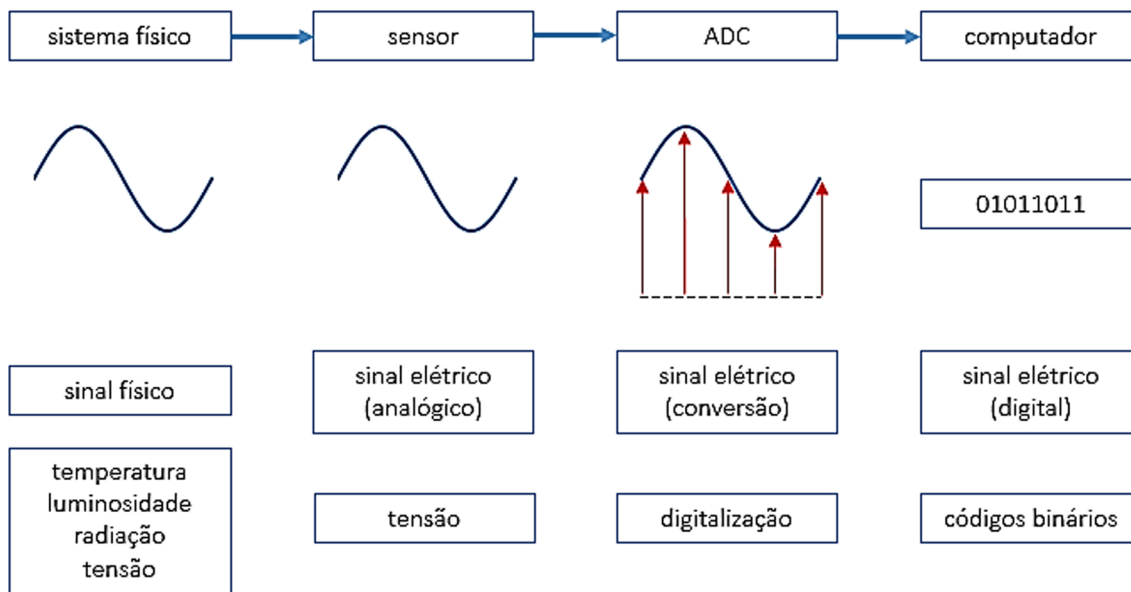 sistema físico
sensor
ADC
computador
01011011
sinal físico
sinal elétrico
(analógico)
sinal elétrico
(conversão)
sinal elétrico
(digital)
temperatura
luminosidade
radiação
tensão
tensão
digitalização
códigos binários